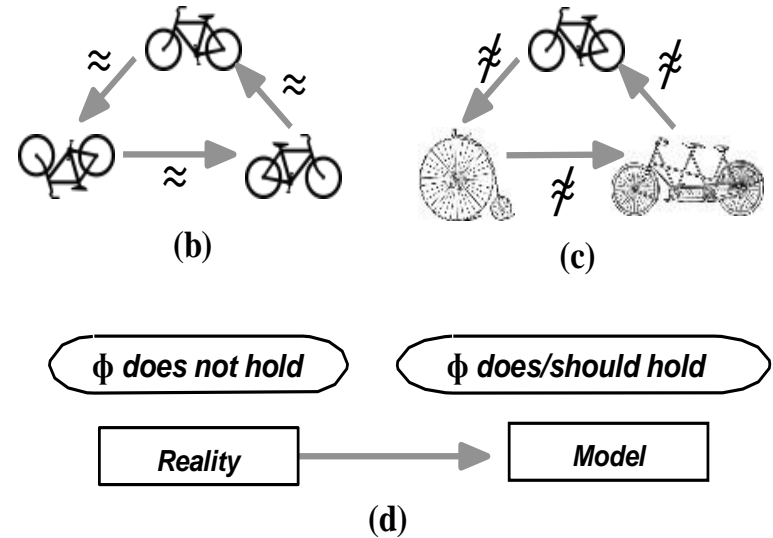 ≈ ≈
≈
(b)
≉ ≉
≉
(c)
ϕ does not hold
ϕ does/should hold
Reality
Model
(d)